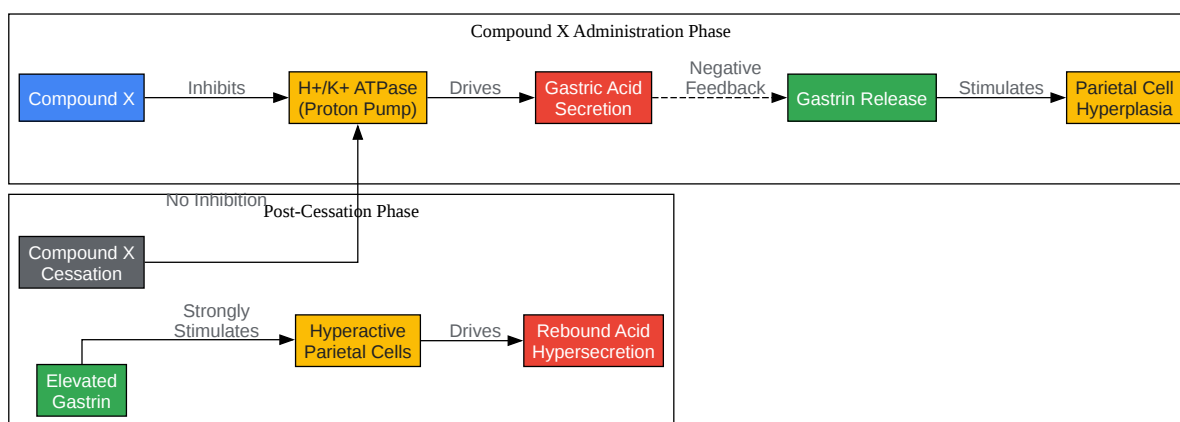 Compound X Administration Phase
Compound X
Inhibits
H+/K+ ATPase
(Proton Pump)
Drives
Gastric Acid
Secretion
Negative
Feedback
Gastrin Release
Stimulates
Parietal Cell
Hyperplasia
No Inhibition
Post-Cessation Phase
Compound X
Cessation
Strongly
Stimulates
Hyperactive
Parietal Cells
Drives
Rebound Acid
Hypersecretion
Elevated
Gastrin